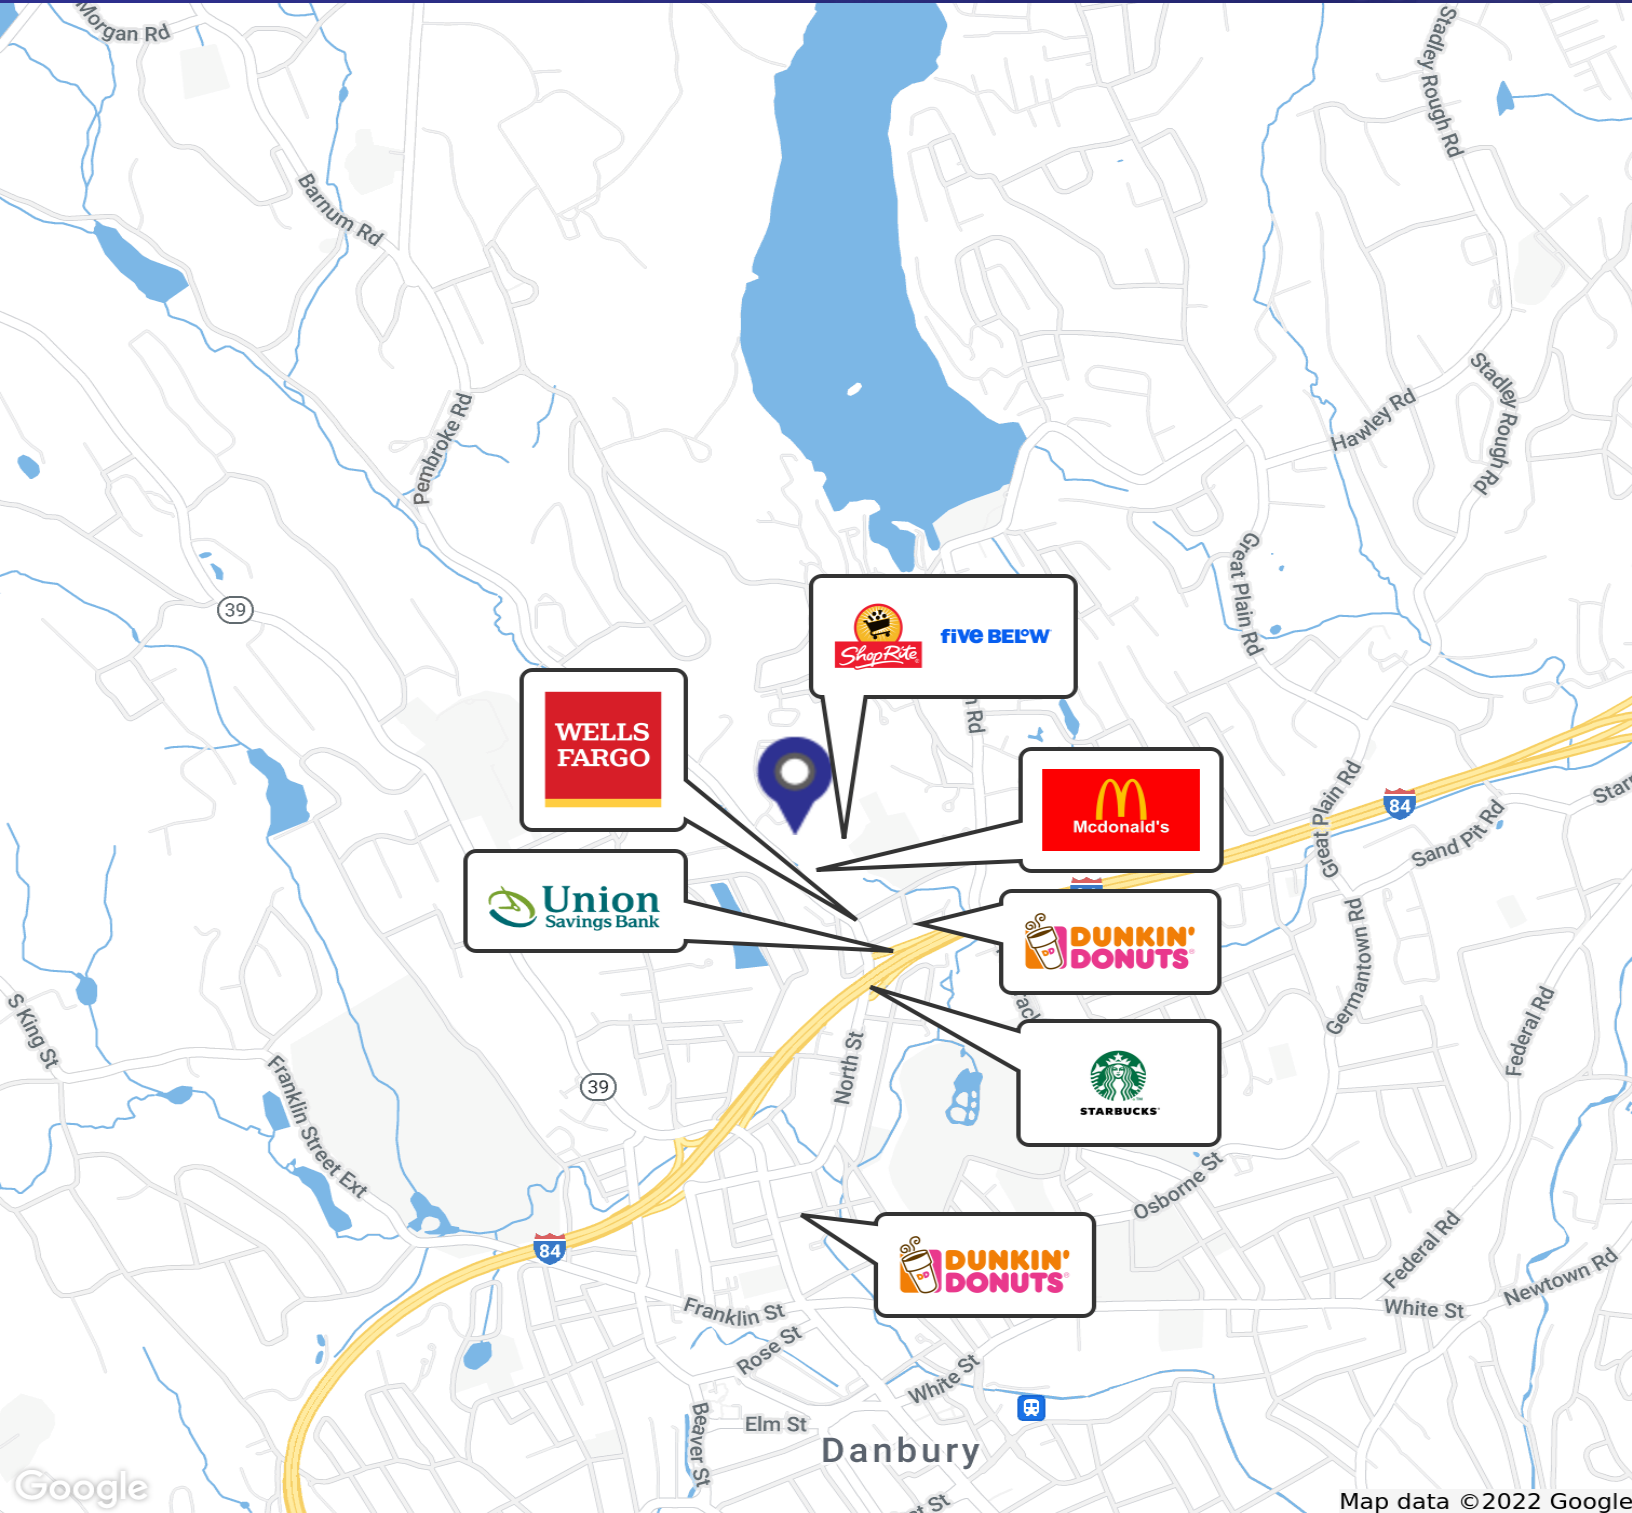 Morgan Rd
Stadley Rough Rd
Barnum Rd
Pembroke Rd
Hawley Rd
Stadley Rough Rd
Great Plain Rd
39
ShopRite
five BELOW
WELLS
FARGO
Rd
McDonald's
84
Great Plain Rd
Sand Pit Rd
Union
Savings Bank
DUNKIN'
DONUTS
Germantown Rd
S King St
Franklin Street Ext
39
North St
STARBUCKS
Federal Rd
Osborne St
84
DUNKIN'
DONUTS
Federal Rd
Newtown Rd
Franklin St
White St
Rose St
White St
Beaver St
Elm St
Danbury
St
Google
Map data ©2022 Google